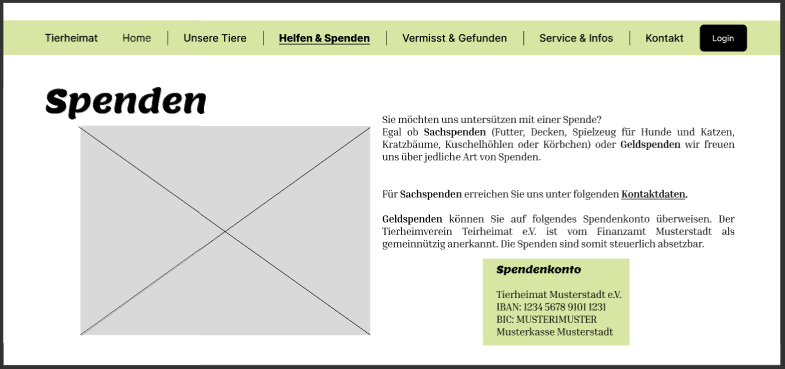 Tierheimat Home Unsere Tiere Helfen & Spenden Vermisst & Gefunden Service & Infos Kontakt Login
Spenden
Sie möchten uns untersützen mit einer Spende?
Egal ob Sachspenden (Futter, Decken, Spielzeug für Hunde und Katzen,
Kratzbäume, Kuschelhöhlen oder Körbchen) oder Geldspenden wir freuen
uns über jedliche Art von Spenden.
Für Sachspenden erreichen Sie uns unter folgenden Kontaktdaten.
Geldspenden können Sie auf folgendes Spendenkonto überweisen. Der
Tierheimverein Teirheimat e.V. ist vom Finanzamt Musterstadt als
gemeinnützig anerkannt. Die Spenden sind somit steuerlich absetzbar.
Spendenkonto
Tierheimat Musterstadt e.V.
IBAN: 1234 5678 9101 1231
BIC: MUSTER1MUSTER
Musterkasse Musterstadt